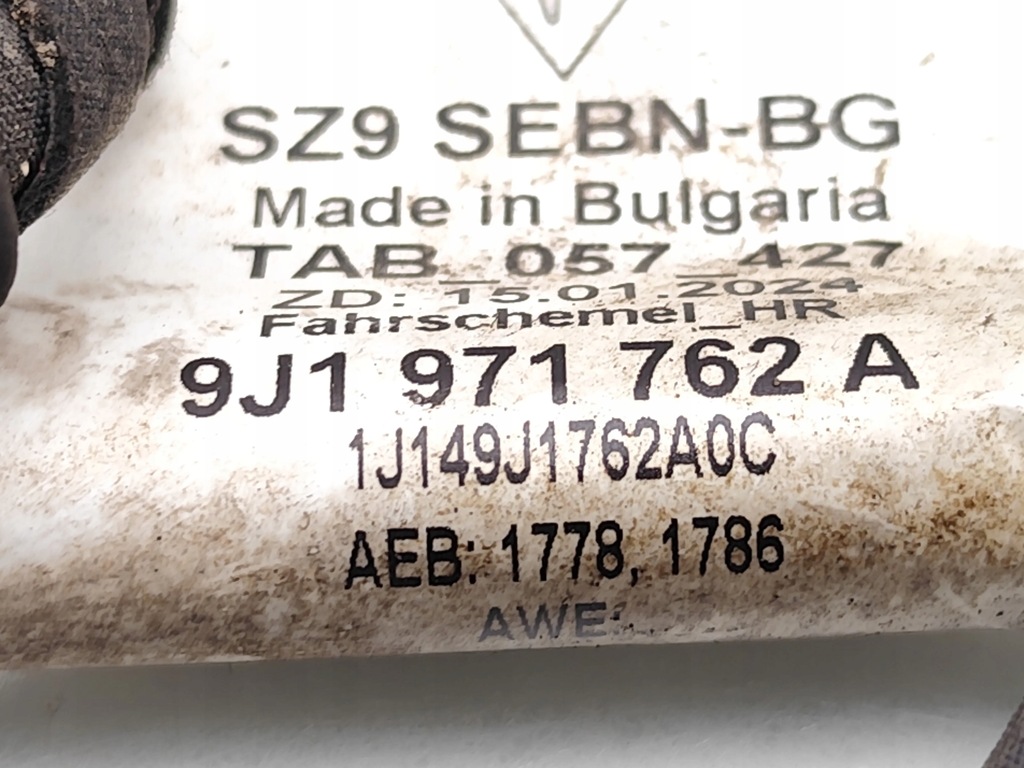 SZ9 SEBN-BG
Made in Bulgaria
TAB_057_427
ZD: 15.01.2024
Fahrschemel_HR
9J1 971 762 A
1J149J1762A0C
AEB: 1778, 1786
AWE: